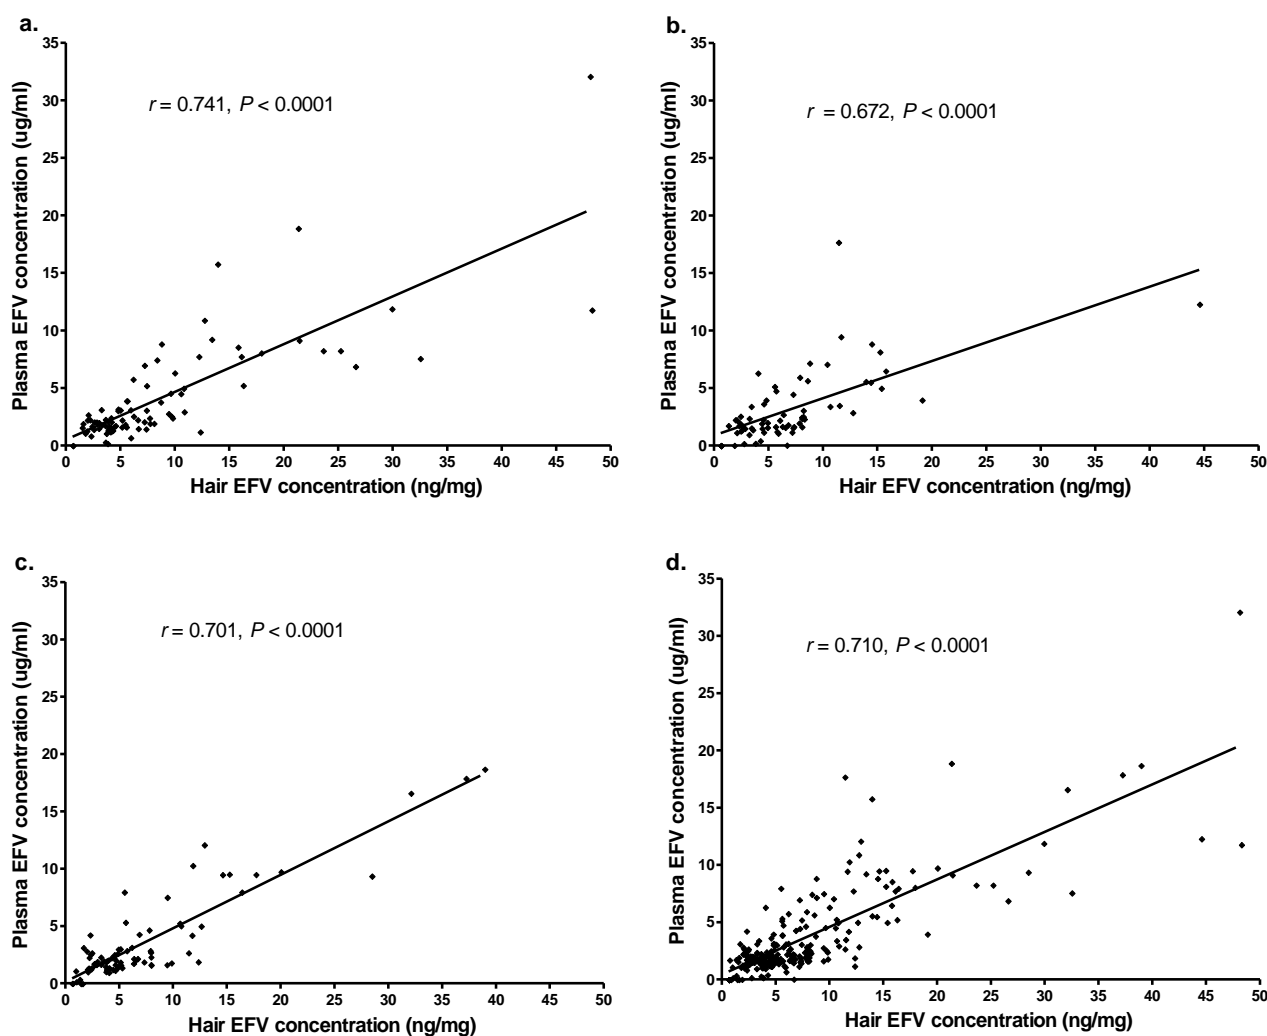 a.
35
30
25
20
15
10
5
0
Plasma EFV concentration (ug/ml)
r = 0.741, P < 0.0001
0 5 10 15 20 25 30 35 40 45 50
Hair EFV concentration (ng/mg)
b.
35
30
25
20
15
10
5
0
Plasma EFV concentration (ug/ml)
r = 0.672, P < 0.0001
0 5 10 15 20 25 30 35 40 45 50
Hair EFV concentration (ng/mg)
c.
35
30
25
20
15
10
5
0
Plasma EFV concentration (ug/ml)
r = 0.701, P < 0.0001
0 5 10 15 20 25 30 35 40 45 50
Hair EFV concentration (ng/mg)
d.
35
30
25
20
15
10
5
0
Plasma EFV concentration (ug/ml)
r = 0.710, P < 0.0001
0 5 10 15 20 25 30 35 40 45 50
Hair EFV concentration (ng/mg)